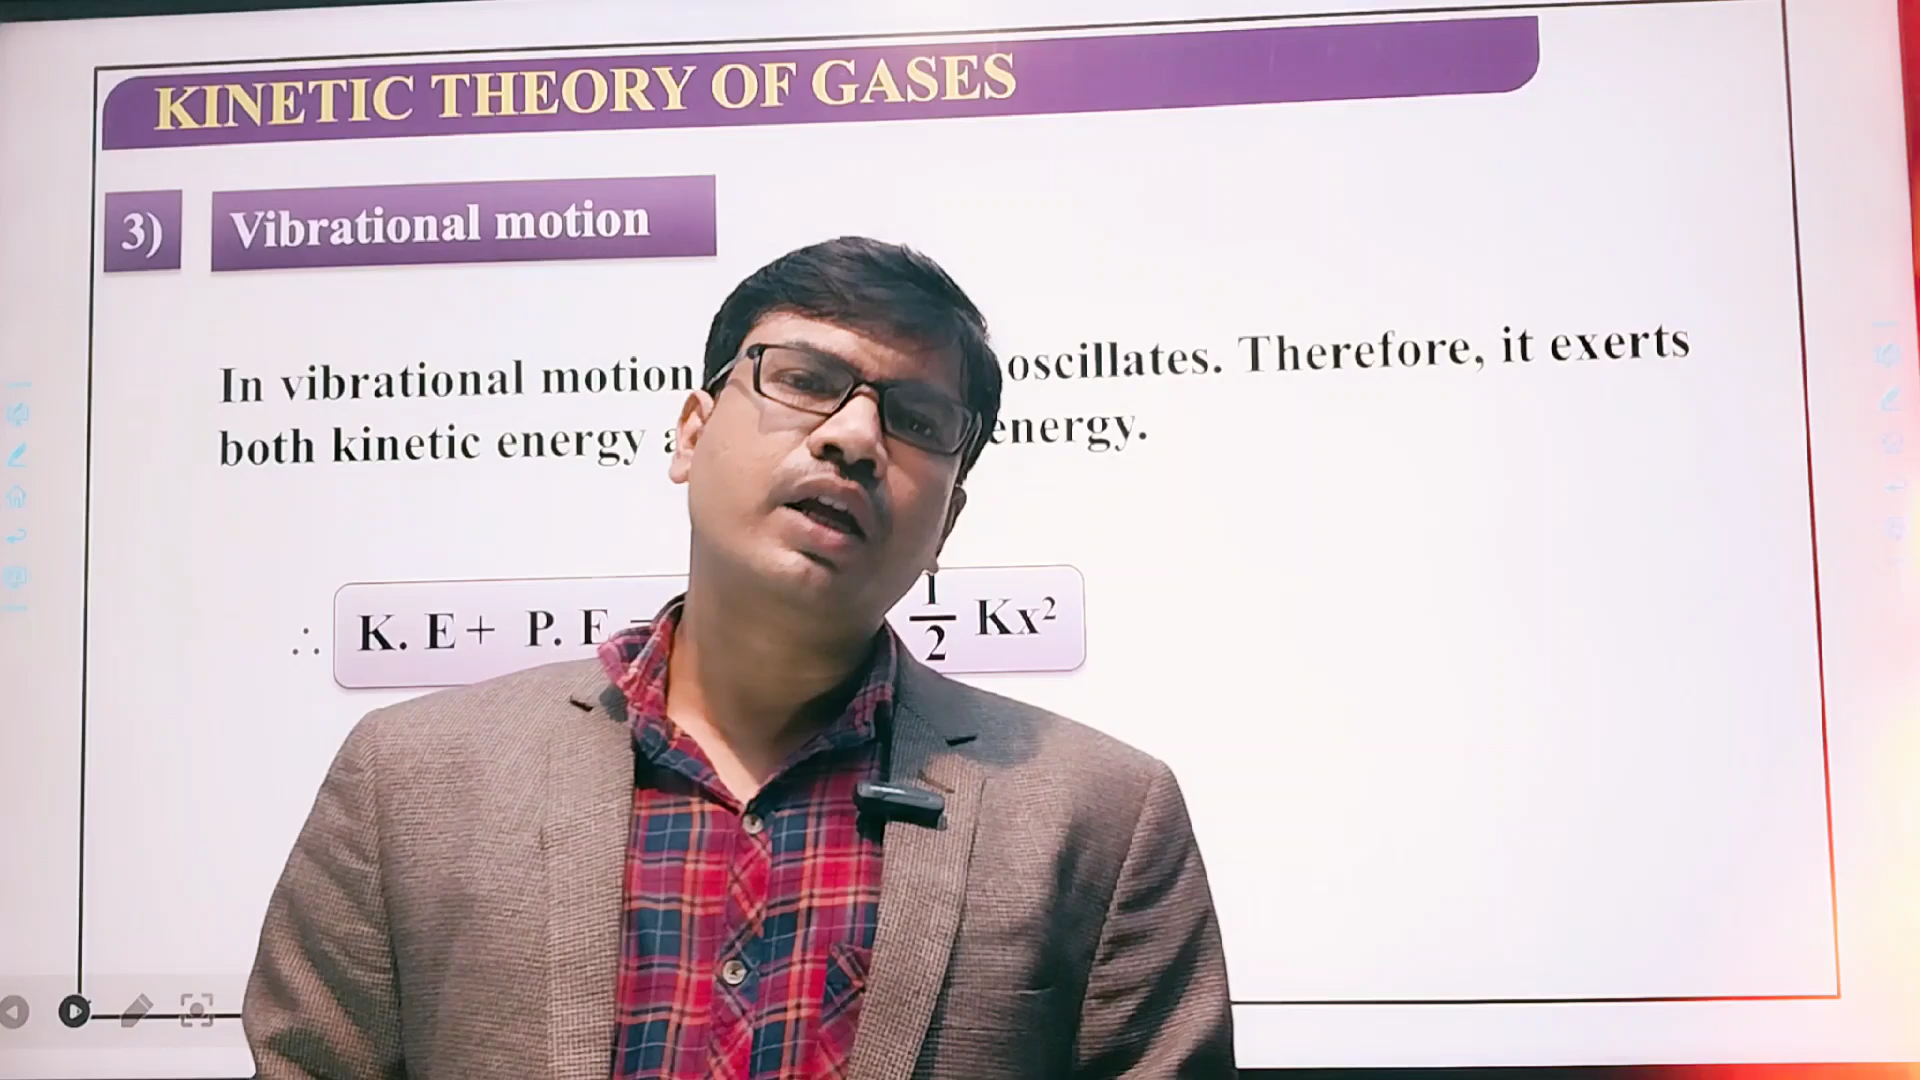 KINETIC THEORY OF GASES
3)
Vibrational motion
In vibrational motion oscillates. Therefore, it exerts
both kinetic energy energy.
∴ K. E + P. E 1/2 Kx²